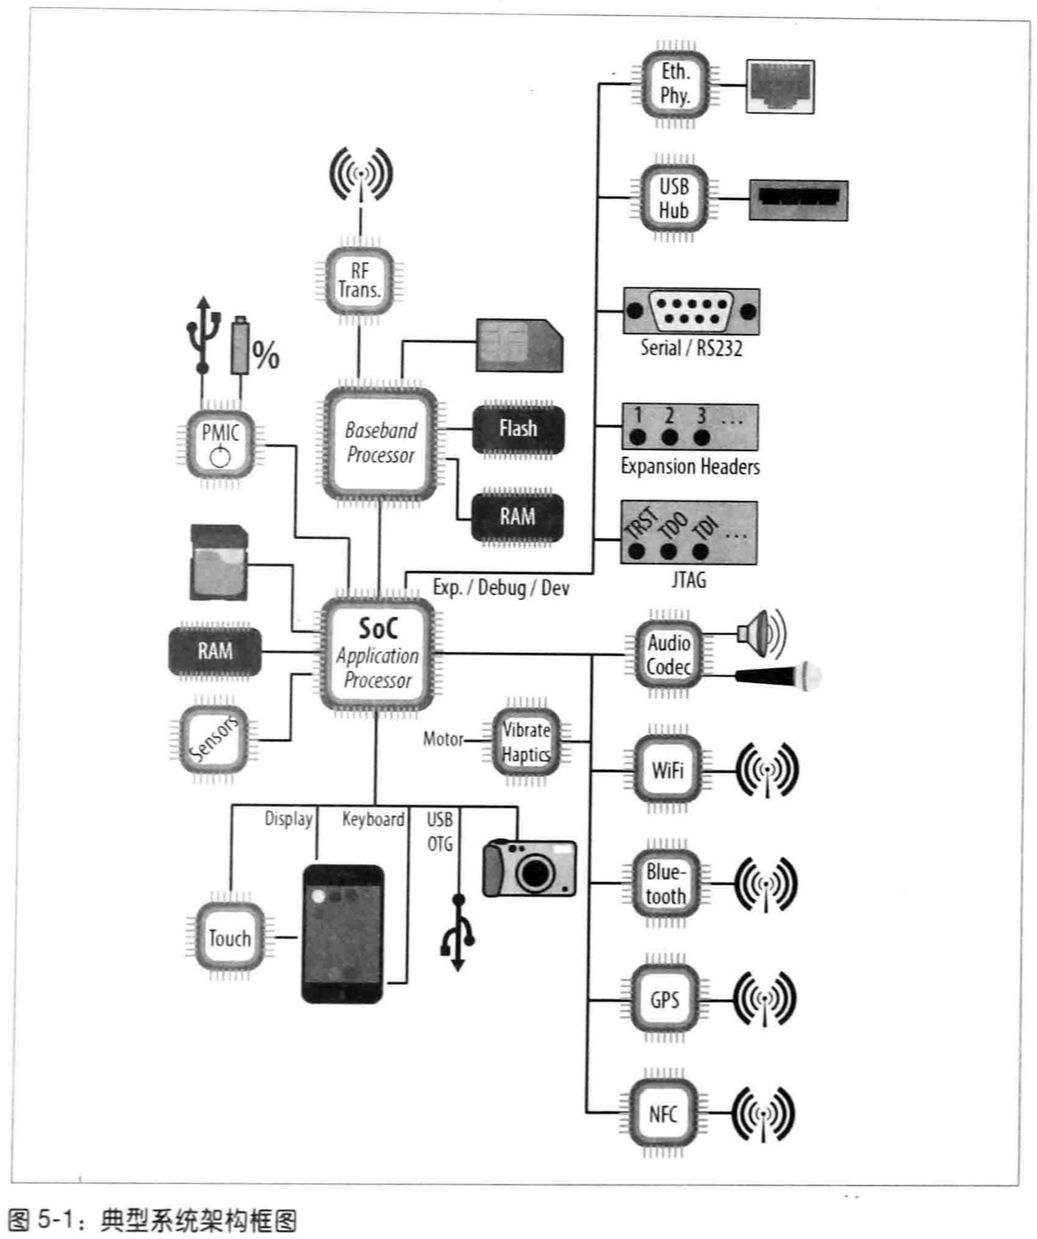 Eth.
Phy.
USB
Hub
RF
Trans.
Serial / RS232
%
PMIC
Baseband
Processor
Flash
1 2 3 ...
Expansion Headers
RAM
TRST TDO TDI ...
JTAG
Exp. / Debug / Dev
SoC
Application
Processor
RAM
Audio
Codec
Sensors
Motor
Vibrate
Haptics
WiFi
Display
Keyboard
USB
OTG
Blue-
tooth
Touch
GPS
NFC
图 5-1：典型系统架构框图